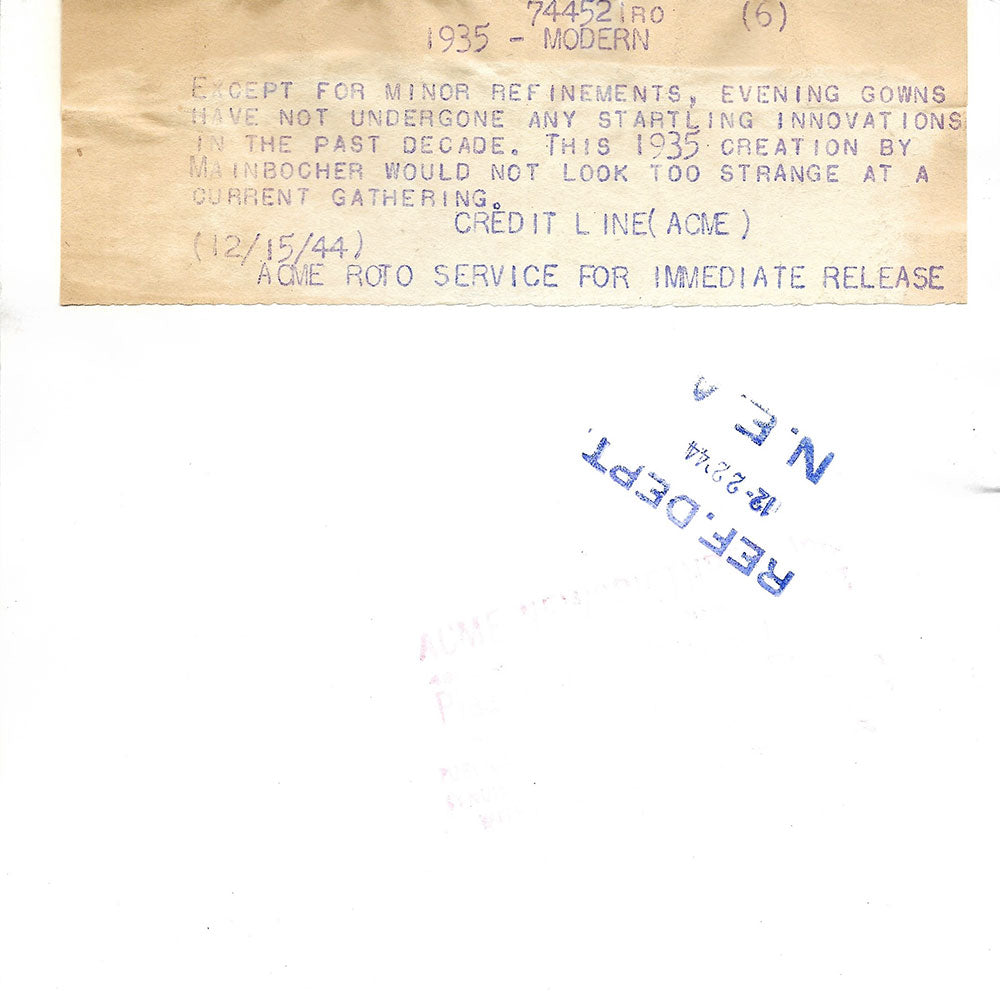 744521RO (6)
1935 - MODERN
EXCEPT FOR MINOR REFINEMENTS, EVENING GOWNS
HAVE NOT UNDERGONE ANY STARTLING INNOVATIONS
IN THE PAST DECADE. THIS 1935 CREATION BY
MAINBOCHER WOULD NOT LOOK TOO STRANGE AT A
CURRENT GATHERING.
CREDIT LINE(ACME)
(12/15/44)
ACME ROTO SERVICE FOR IMMEDIATE RELEASE
N.E.A
12-22'44
REF.DEPT.
ACME